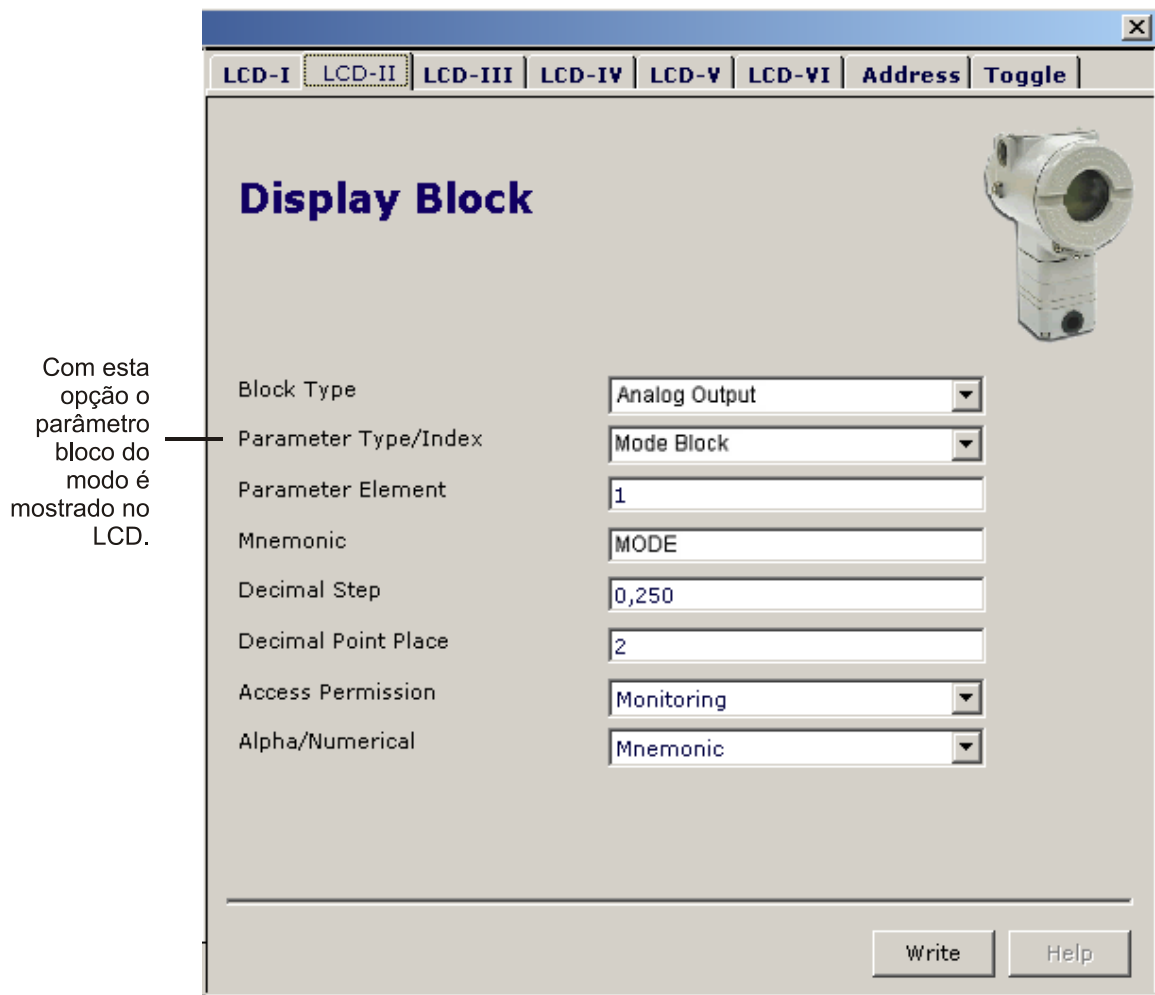 LCD-I LCD-II LCD-III LCD-IV LCD-V LCD-VI Address Toggle
Display Block
Com esta
opção o
parâmetro
bloco do
modo é
mostrado no
LCD.
Block Type Analog Output
Parameter Type/Index Mode Block
Parameter Element 1
Mnemonic MODE
Decimal Step 0,250
Decimal Point Place 2
Access Permission Monitoring
Alpha/Numerical Mnemonic
Write Help